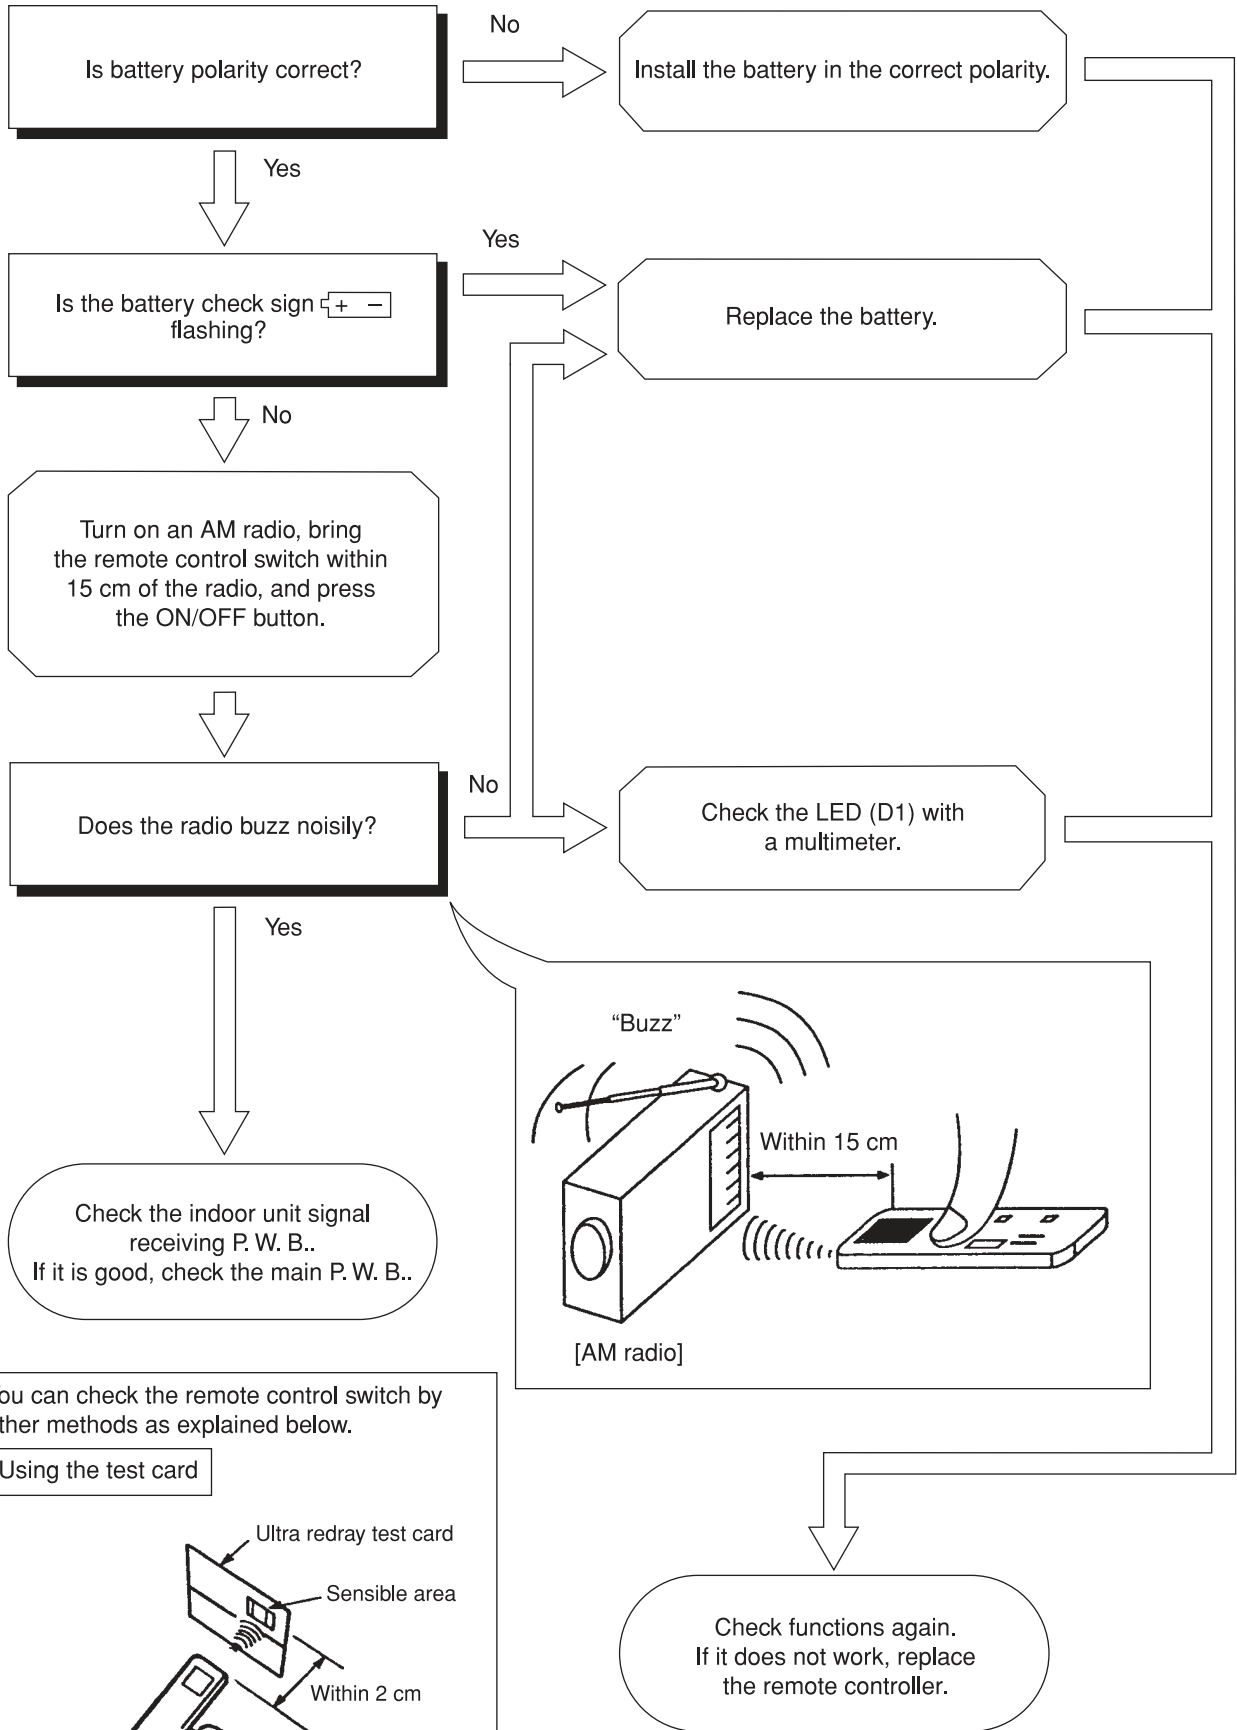 Is battery polarity correct?
No
Install the battery in the correct polarity.
Yes
Is the battery check sign + −
flashing?
Yes
Replace the battery.
No
Turn on an AM radio, bring
the remote control switch within
15 cm of the radio, and press
the ON/OFF button.
Does the radio buzz noisily?
No
Check the LED (D1) with
a multimeter.
Yes
“Buzz”
Within 15 cm
[AM radio]
Check the indoor unit signal
receiving P. W. B..
If it is good, check the main P. W. B..
ou can check the remote control switch by
ther methods as explained below.
Using the test card
Ultra redray test card
Sensible area
Within 2 cm
Check functions again.
If it does not work, replace
the remote controller.